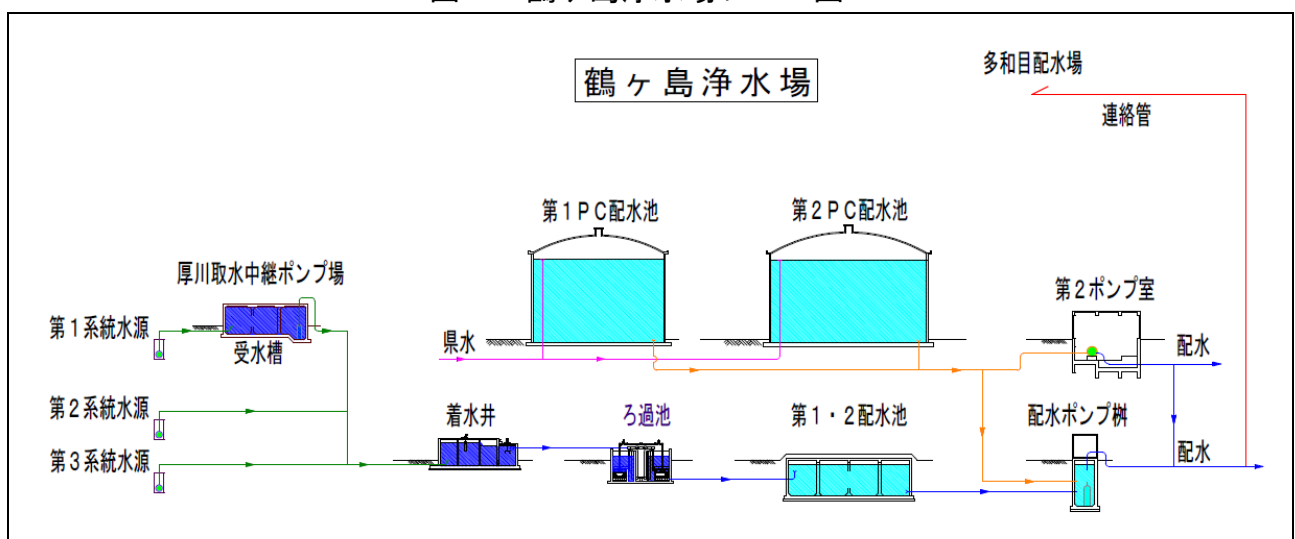 鶴ヶ島浄水場
多和目配水場
連絡管
第1PC配水池
第2PC配水池
厚川取水中継ポンプ場
第2ポンプ室
第1系統水源
受水槽
県水
配水
第2系統水源
着水井
ろ過池
第1・2配水池
配水ポンプ桝
第3系統水源
配水